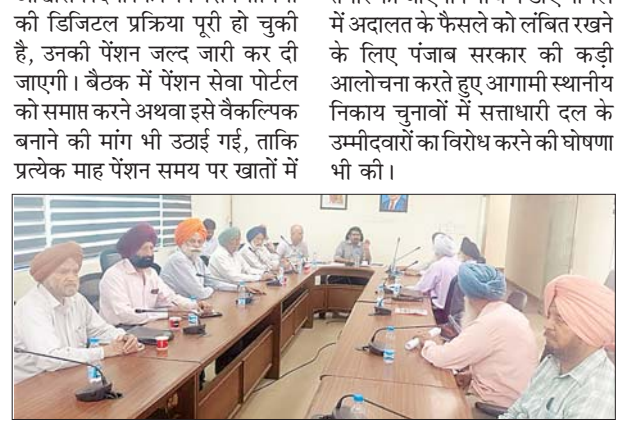 की डिजिटल प्रक्रिया पूरी हो चुकी
है, उनकी पेंशन जल्द जारी कर दी
जाएगी। बैठक में पेंशन सेवा पोर्टल
को समाप्त करने अथवा इसे वैकल्पिक
बनाने की मांग भी उठाई गई, ताकि
प्रत्येक माह पेंशन समय पर खातों में
में अदालत के फैसले को लंबित रखने
के लिए पंजाब सरकार की कड़ी
आलोचना करते हुए आगामी स्थानीय
निकाय चुनावों में सत्ताधारी दल के
उम्मीदवारों का विरोध करने की घोषणा
भी की।